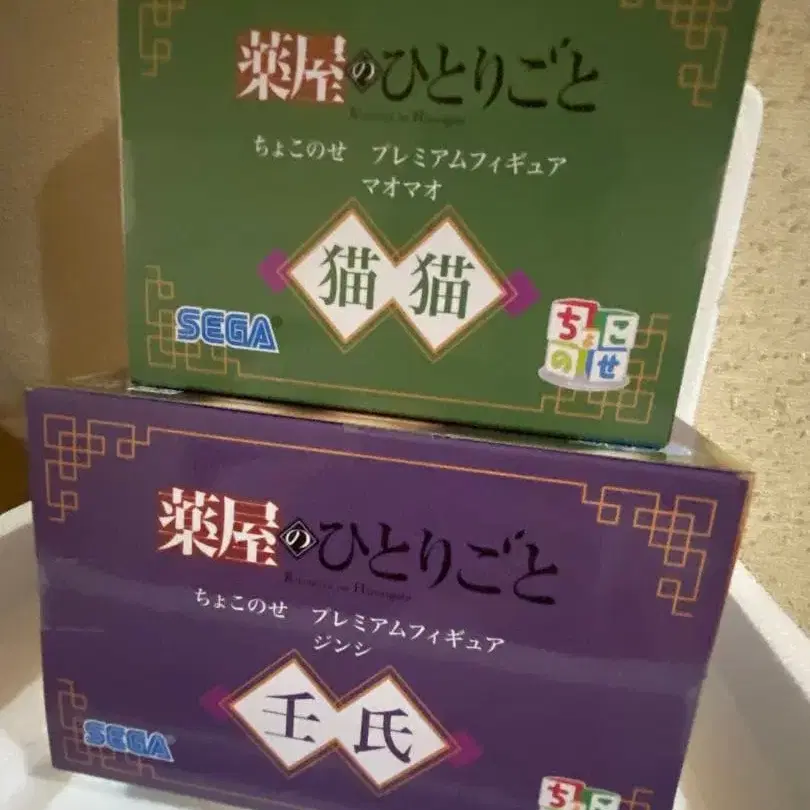 薬屋のひとりごと
ちょこのせ プレミアムフィギュア
マオマオ
猫猫
SEGA
ちょこのせ
薬屋のひとりごと
ちょこのせ プレミアムフィギュア
ジンシ
壬氏
SEGA
ちょこ